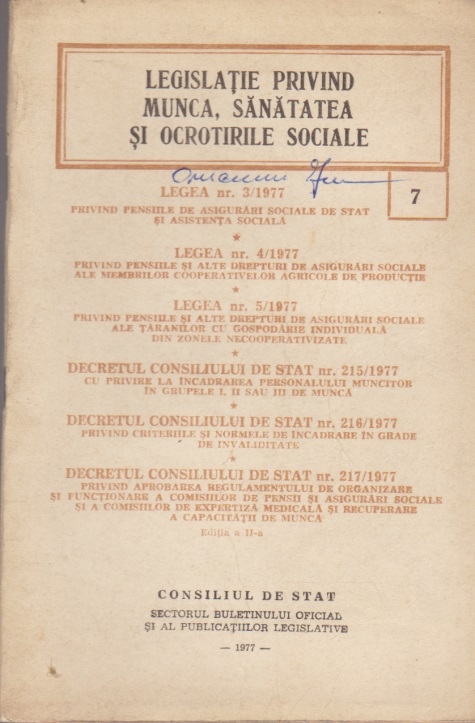 LEGISLAȚIE PRIVIND
MUNCA, SĂNĂTATEA
ȘI OCROTIRILE SOCIALE
7
LEGEA nr. 3/1977
PRIVIND PENSIILE DE ASIGURĂRI SOCIALE DE STAT
ȘI ASISTENȚA SOCIALĂ
★
LEGEA nr. 4/1977
PRIVIND PENSIILE ȘI ALTE DREPTURI DE ASIGURĂRI SOCIALE
ALE MEMBRILOR COOPERATIVELOR AGRICOLE DE PRODUCȚIE
★
LEGEA nr. 5/1977
PRIVIND PENSIILE ȘI ALTE DREPTURI DE ASIGURĂRI SOCIALE
ALE ȚĂRANILOR CU GOSPODĂRIE INDIVIDUALĂ
DIN ZONELE NECOOPERATIVIZATE
★
DECRETUL CONSILIULUI DE STAT nr. 215/1977
CU PRIVIRE LA ÎNCADRAREA PERSONALULUI MUNCITOR
ÎN GRUPELE I, II SAU III DE MUNCĂ
★
DECRETUL CONSILIULUI DE STAT nr. 216/1977
PRIVIND CRITERIILE ȘI NORMELE DE ÎNCADRARE ÎN GRADE
DE INVALIDITATE
★
DECRETUL CONSILIULUI DE STAT nr. 217/1977
PRIVIND APROBAREA REGULAMENTULUI DE ORGANIZARE
ȘI FUNCȚIONARE A COMISIILOR DE PENSII ȘI ASIGURĂRI SOCIALE
ȘI A COMISIILOR DE EXPERTIZĂ MEDICALĂ ȘI RECUPERARE
A CAPACITĂȚII DE MUNCĂ
Ediția a II-a
CONSILIUL DE STAT
SECTORUL BULETINULUI OFICIAL
ȘI AL PUBLICAȚIILOR LEGISLATIVE
— 1977 —